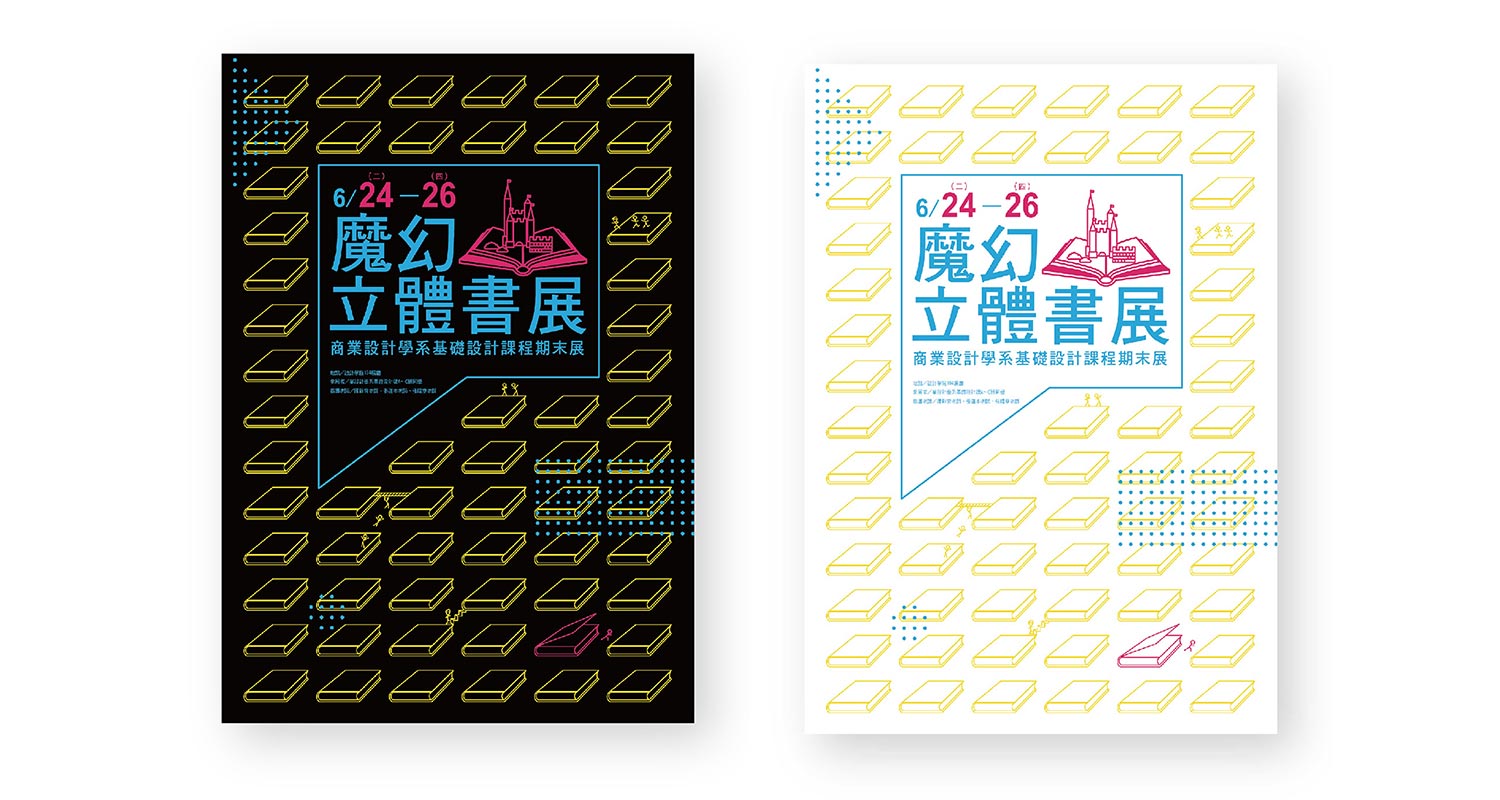 (二) (四)
6/24—26
魔幻
立體書展
商業設計學系基礎設計課程期末展
(二) (四)
6/24—26
魔幻
立體書展
商業設計學系基礎設計課程期末展